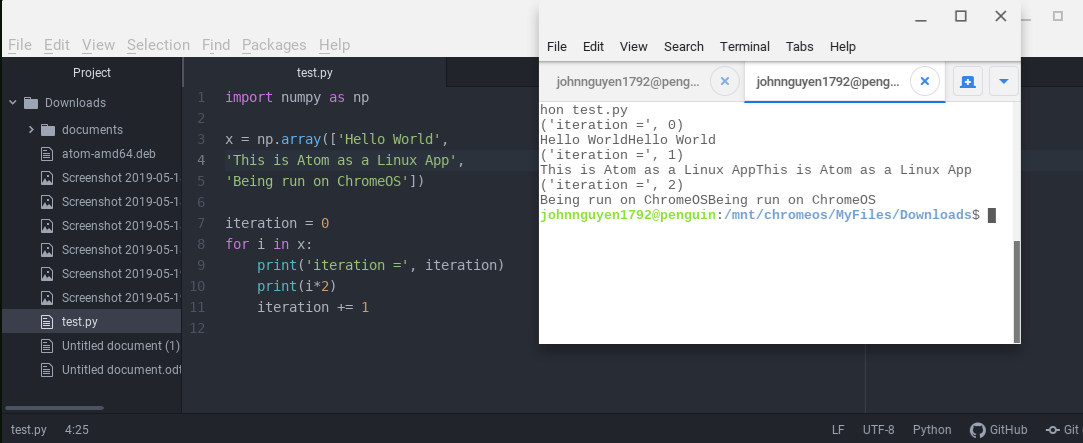 File Edit View Selection Find Packages Help
Project
Downloads
documents
atom-amd64.deb
Screenshot 2019-05-1
Screenshot 2019-05-1
Screenshot 2019-05-1
Screenshot 2019-05-1
Screenshot 2019-05-1
Screenshot 2019-05-1
test.py
Untitled document (1)
Untitled document.odt
test.py
1 import numpy as np
2
3 x = np.array(['Hello World',
4 'This is Atom as a Linux App',
5 'Being run on ChromeOS'])
6
7 iteration = 0
8 for i in x:
9     print('iteration =', iteration)
10     print(i*2)
11     iteration += 1
12
File Edit View Search Terminal Tabs Help
johnnguyen1792@peng...
johnnguyen1792@peng...
hon test.py
('iteration =', 0)
Hello WorldHello World
('iteration =', 1)
This is Atom as a Linux AppThis is Atom as a Linux App
('iteration =', 2)
Being run on ChromeOSBeing run on ChromeOS
johnnguyen1792@penguin:/mnt/chromeos/MyFiles/Downloads$
test.py 4:25 LF UTF-8 Python GitHub Git